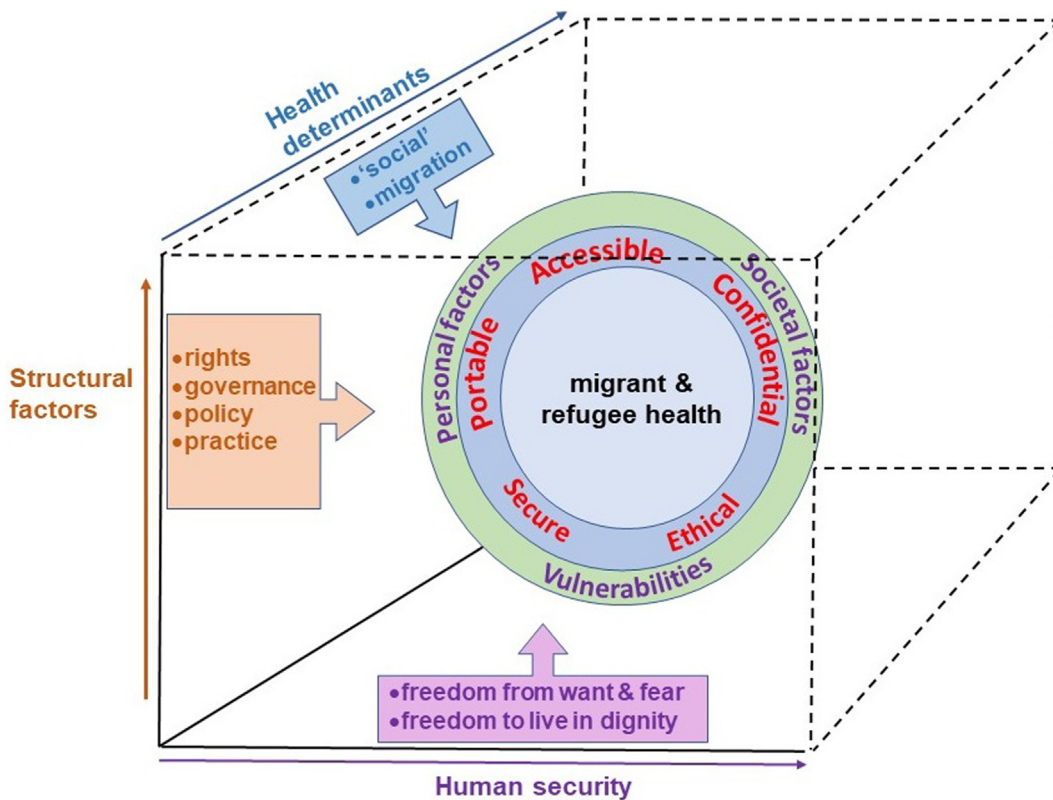 Health
determinants
•‘social’
•migration
Structural
factors
•rights
•governance
•policy
•practice
Personal factors
Societal factors
Vulnerabilities
Accessible
Confidential
Portable
Secure
Ethical
migrant &
refugee health
•freedom from want & fear
•freedom to live in dignity
Human security